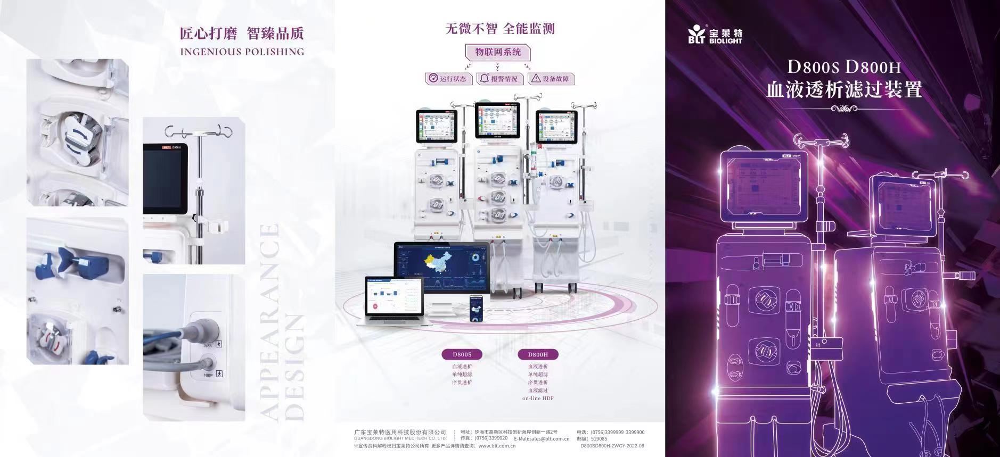 匠心打磨 智臻品质
INGENIOUS POLISHING
BLT D800H
SpO₂
NIBP
APPEARANCE
DESIGN
无微不智 全能监测
物联网系统
运行状态
报警情况
设备故障
D800S
血液透析
单纯超滤
序贯透析
D800H
血液透析
单纯超滤
序贯透析
血液滤过
on-line HDF
广东宝莱特医用科技股份有限公司
GUANGDONG BIOLIGHT MEDITECH CO.,LTD.
地址：珠海市高新区科技创新海岸创新一路2号
电话：(0756)3399999 3399900
传真：(0756)3399920 E-Mali:sales@blt.com.cn
邮编：519085
※宣传资料解释权归宝莱特公司所有 更多产品详情请查询：www.blt.com.cn
D800SD800H-ZWCY-2022-06
BLT® 宝莱特
BIOLIGHT
D800S D800H
血液透析滤过装置
BLT D800H
BLT